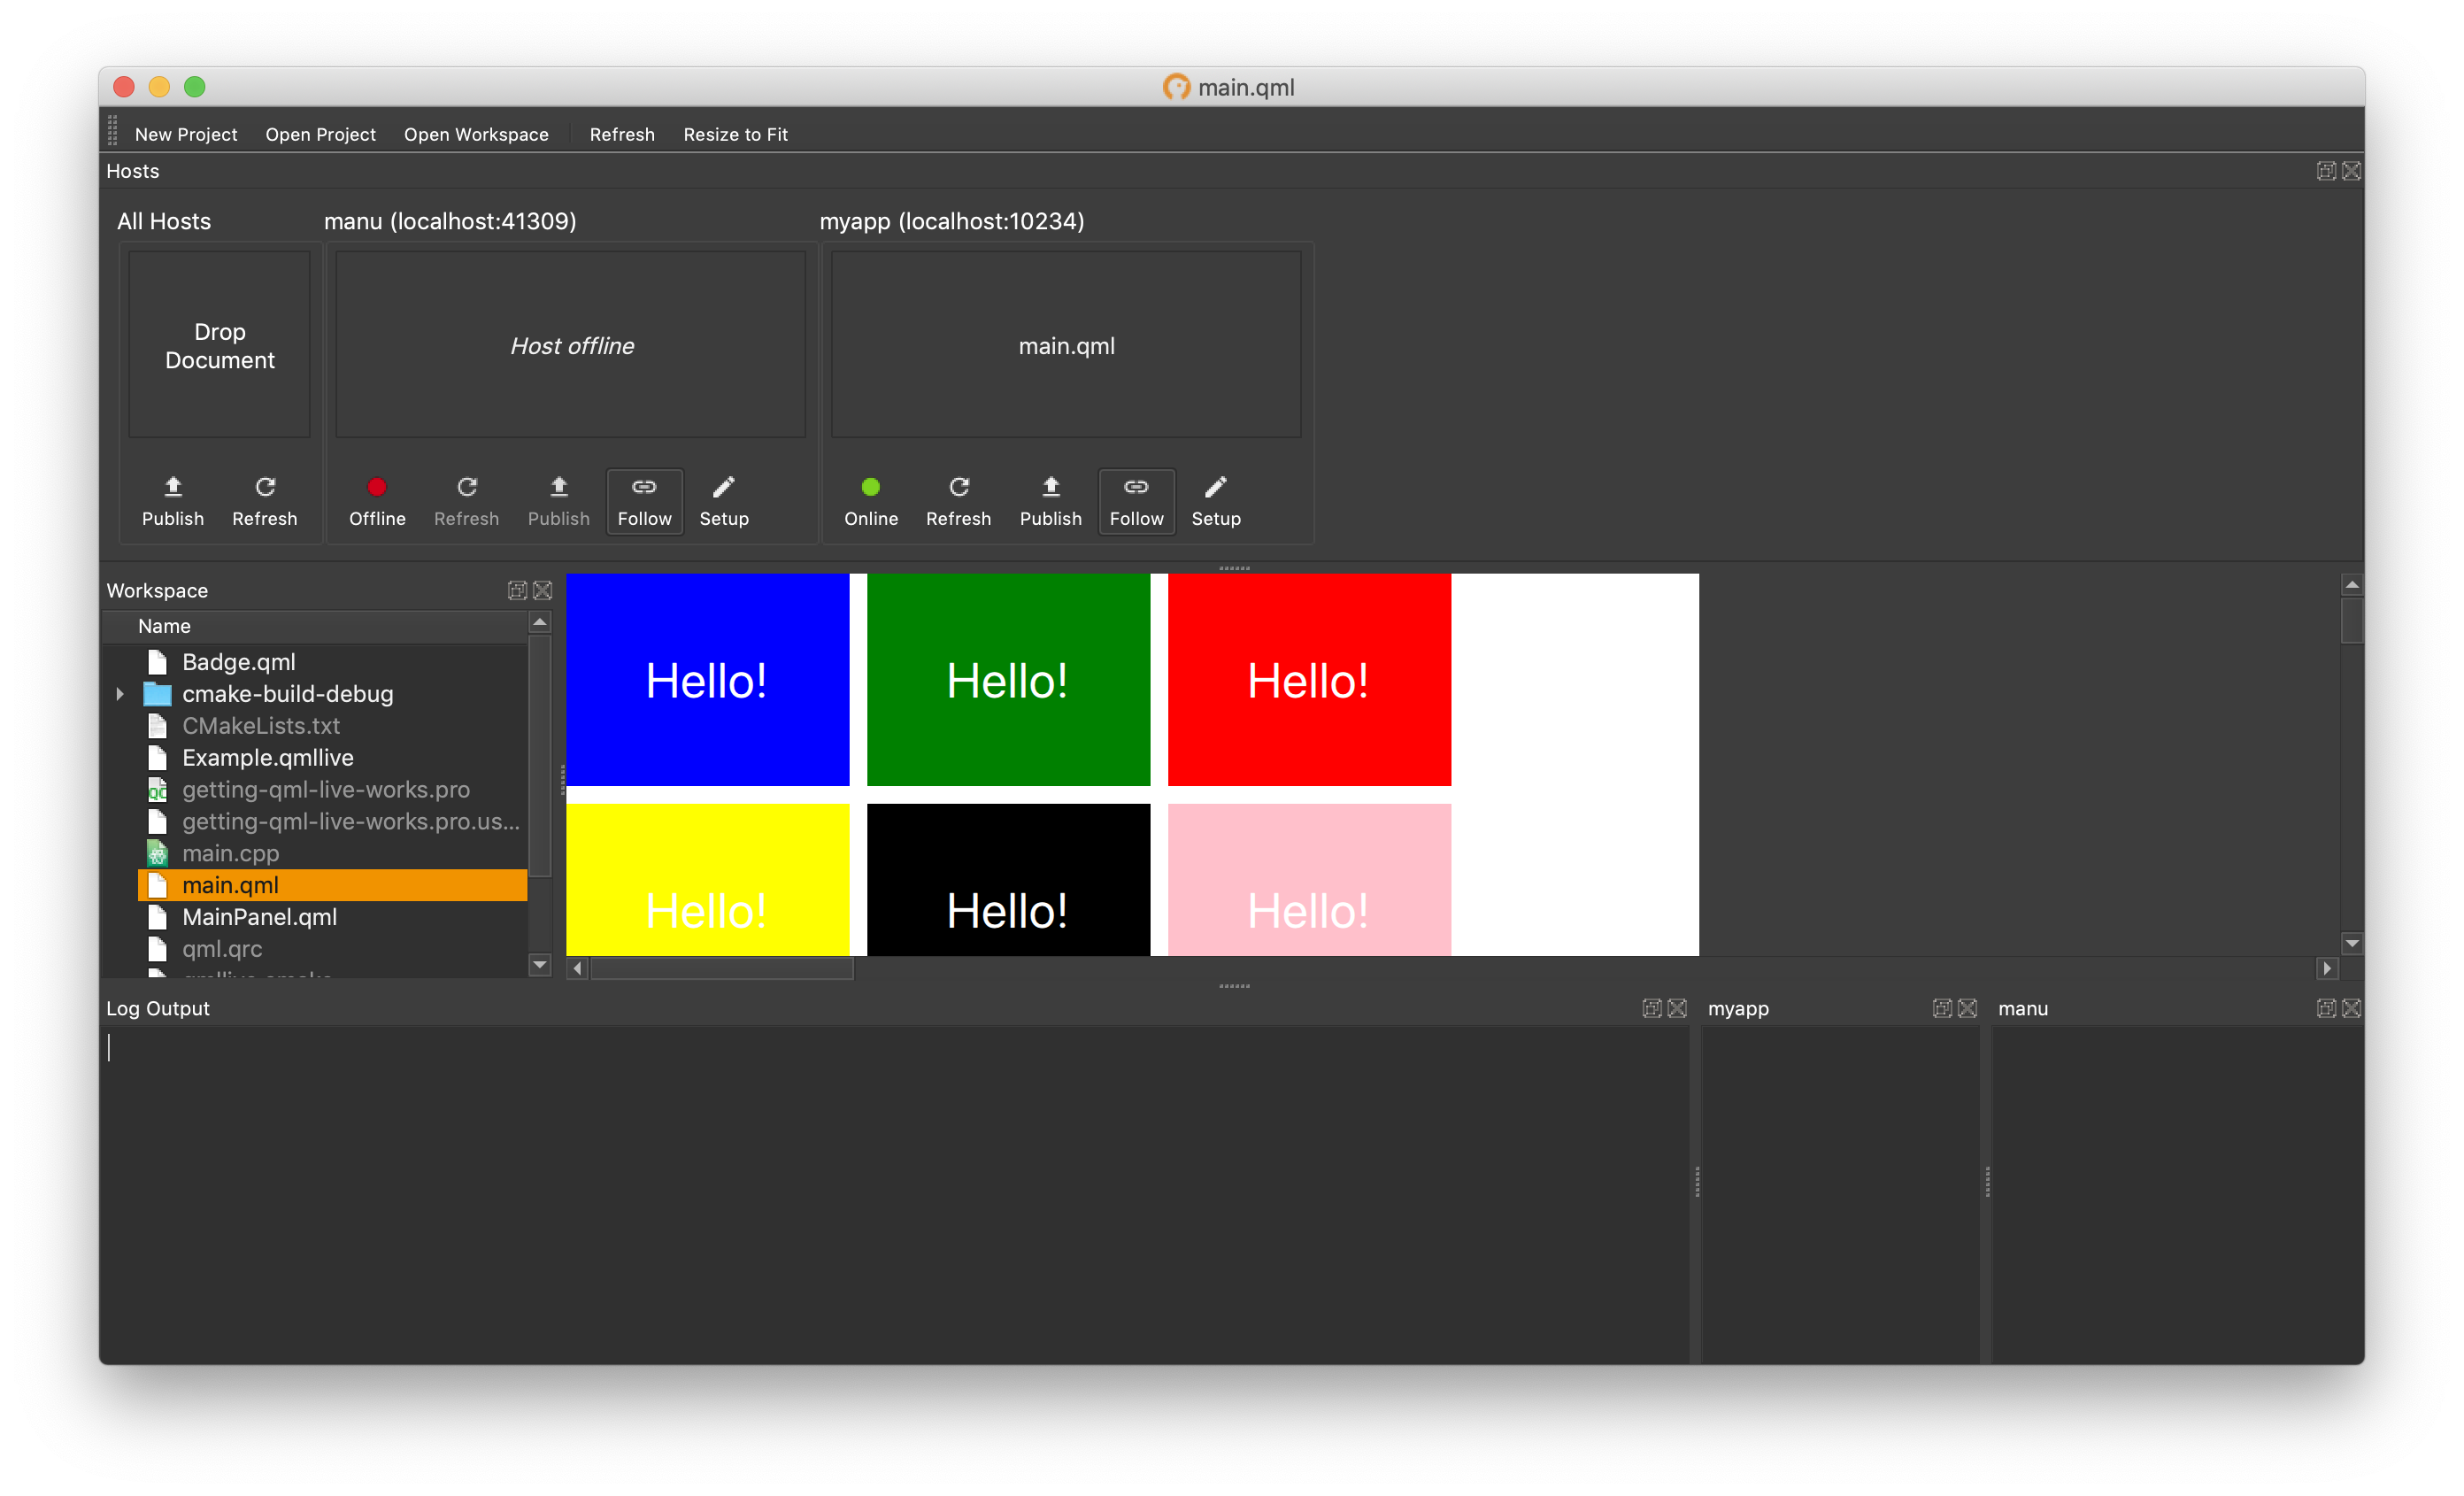 main.qml
New Project Open Project Open Workspace Refresh Resize to Fit
Hosts
All Hosts manu (localhost:41309) myapp (localhost:10234)
Drop
Document
Host offline
main.qml
Publish Refresh Offline Refresh Publish Follow Setup Online Refresh Publish Follow Setup
Workspace
Name
Badge.qml
cmake-build-debug
CMakeLists.txt
Example.qmllive
getting-qml-live-works.pro
getting-qml-live-works.pro.us...
main.cpp
main.qml
MainPanel.qml
qml.qrc
Hello! Hello! Hello!
Hello! Hello! Hello!
Log Output myapp manu